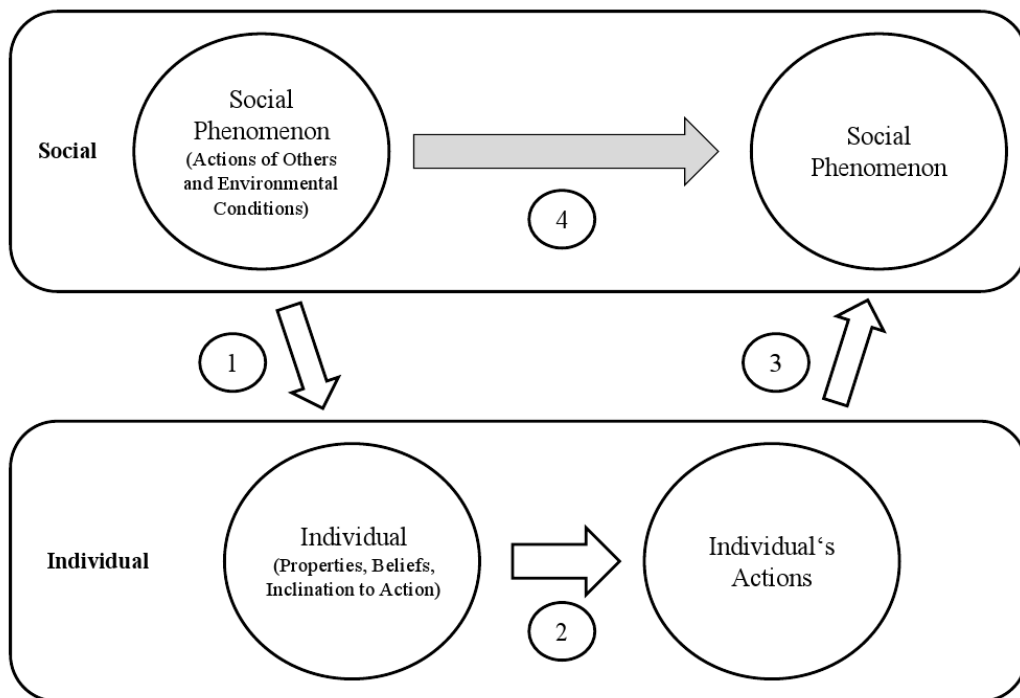 Social
Social
Phenomenon
(Actions of Others
and Environmental
Conditions)
4
Social
Phenomenon
1
3
Individual
Individual
(Properties, Beliefs,
Inclination to Action)
2
Individual‘s
Actions